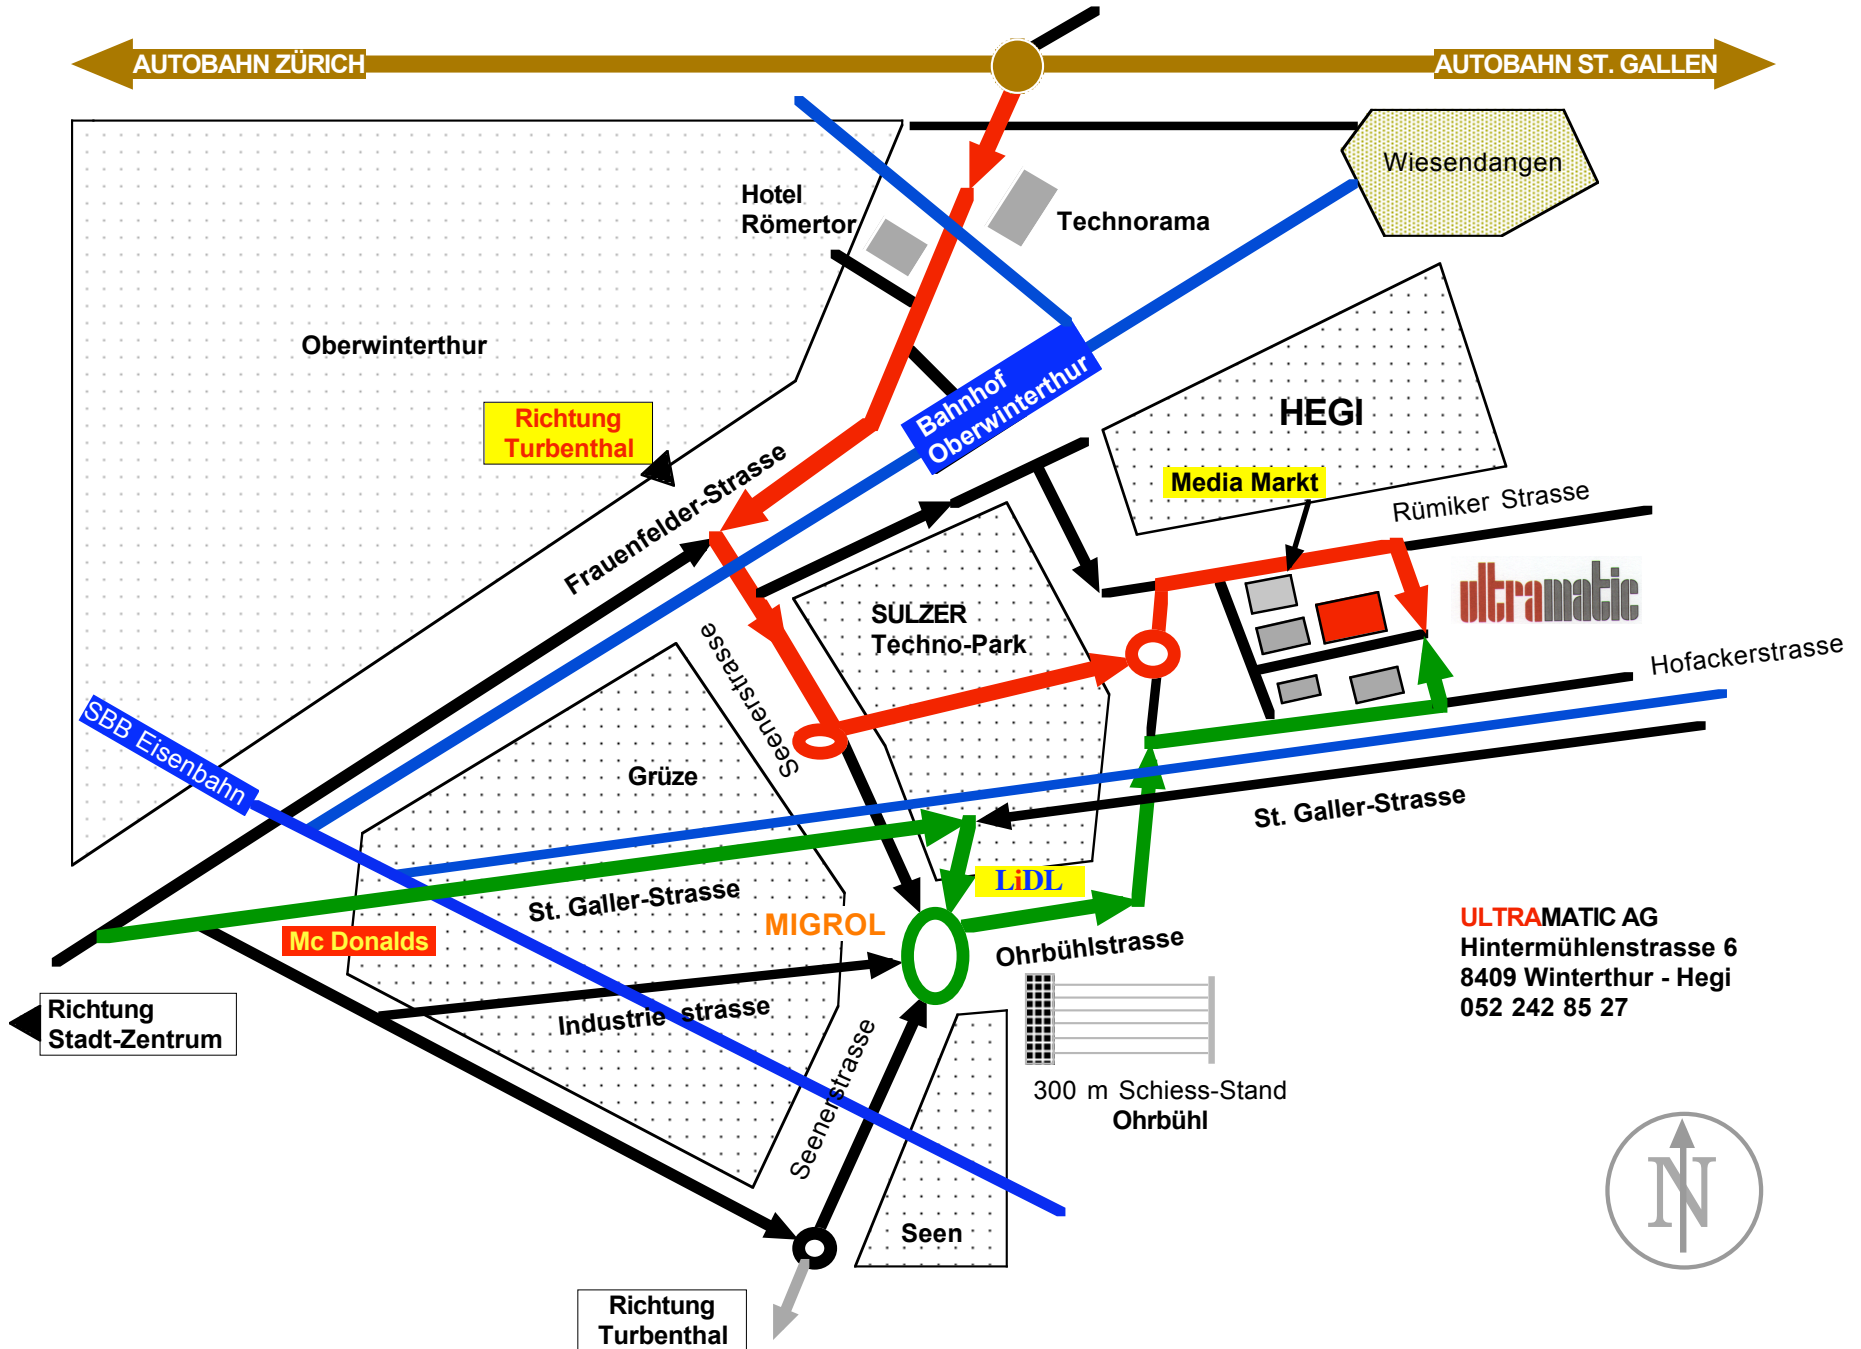 AUTOBAHN ZÜRICH
AUTOBAHN ST. GALLEN
Wiesendangen
Hotel
Römertor
Technorama
Oberwinterthur
Richtung
Turbenthal
Bahnhof
Oberwinterthur
HEGI
Frauenfelder-Strasse
Media Markt
Rümiker Strasse
ultramatic
SULZER
Techno-Park
Seenerstrasse
Hofackerstrasse
SBB Eisenbahn
Grüze
St. Galler-Strasse
St. Galler-Strasse
LiDL
MIGROL
Mc Donalds
Ohrbühlstrasse
ULTRAMATIC AG
Hintermühlenstrasse 6
8409 Winterthur - Hegi
052 242 85 27
Richtung
Stadt-Zentrum
Industrie strasse
Seenerstrasse
300 m Schiess-Stand
Ohrbühl
N
Seen
Richtung
Turbenthal